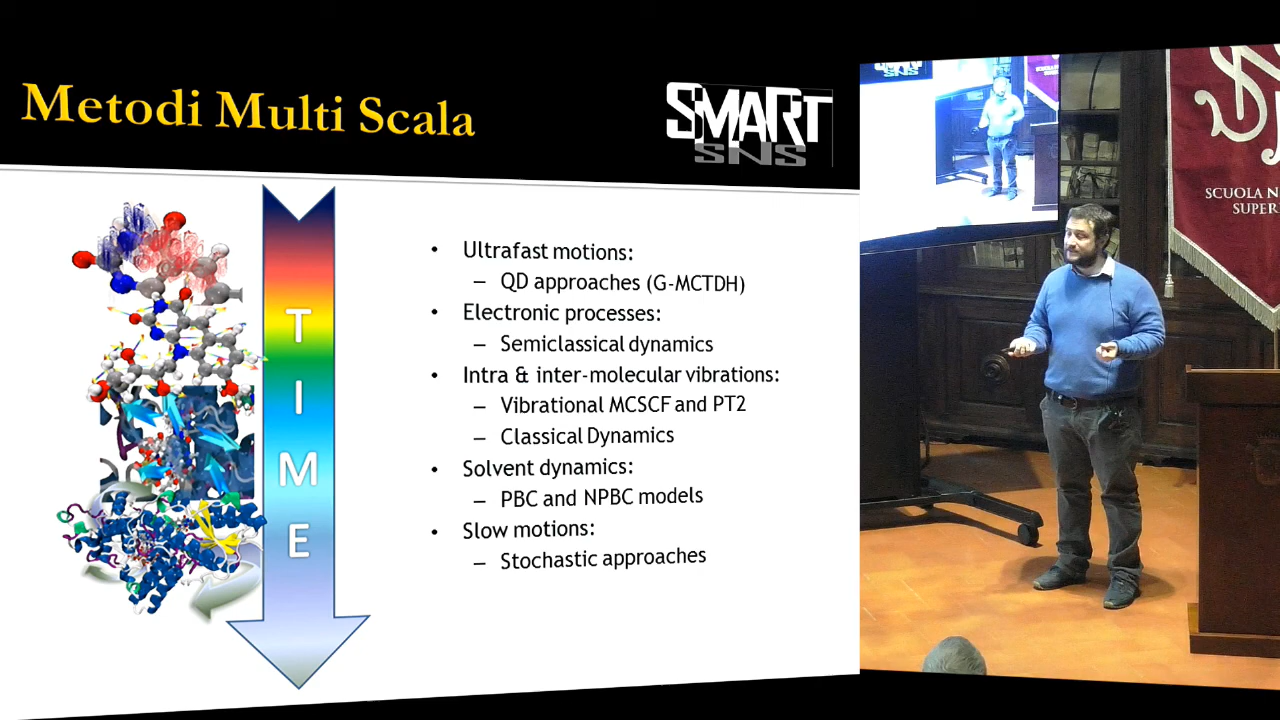 Metodi Multi Scala
SMART
SNS
T
I
M
E
• Ultrafast motions:
– QD approaches (G-MCTDH)
• Electronic processes:
– Semiclassical dynamics
• Intra & inter-molecular vibrations:
– Vibrational MCSCF and PT2
– Classical Dynamics
• Solvent dynamics:
– PBC and NPBC models
• Slow motions:
– Stochastic approaches
SNS
SCUOLA N
SUPER